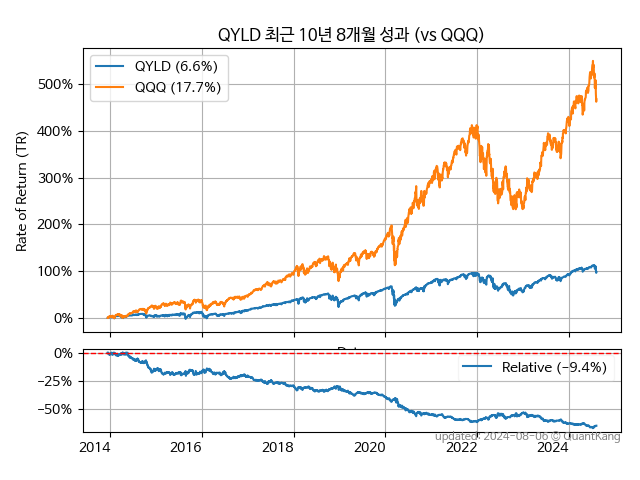 QYLD 최근 10년 8개월 성과 (vs QQQ)
QYLD (6.6%)
QQQ (17.7%)
Rate of Return (TR)
500%
400%
300%
200%
100%
0%
0%
−25%
−50%
Relative (−9.4%)
2014
2016
2018
2020
2022
2024
updated: 2024-08-06 © QuantKang